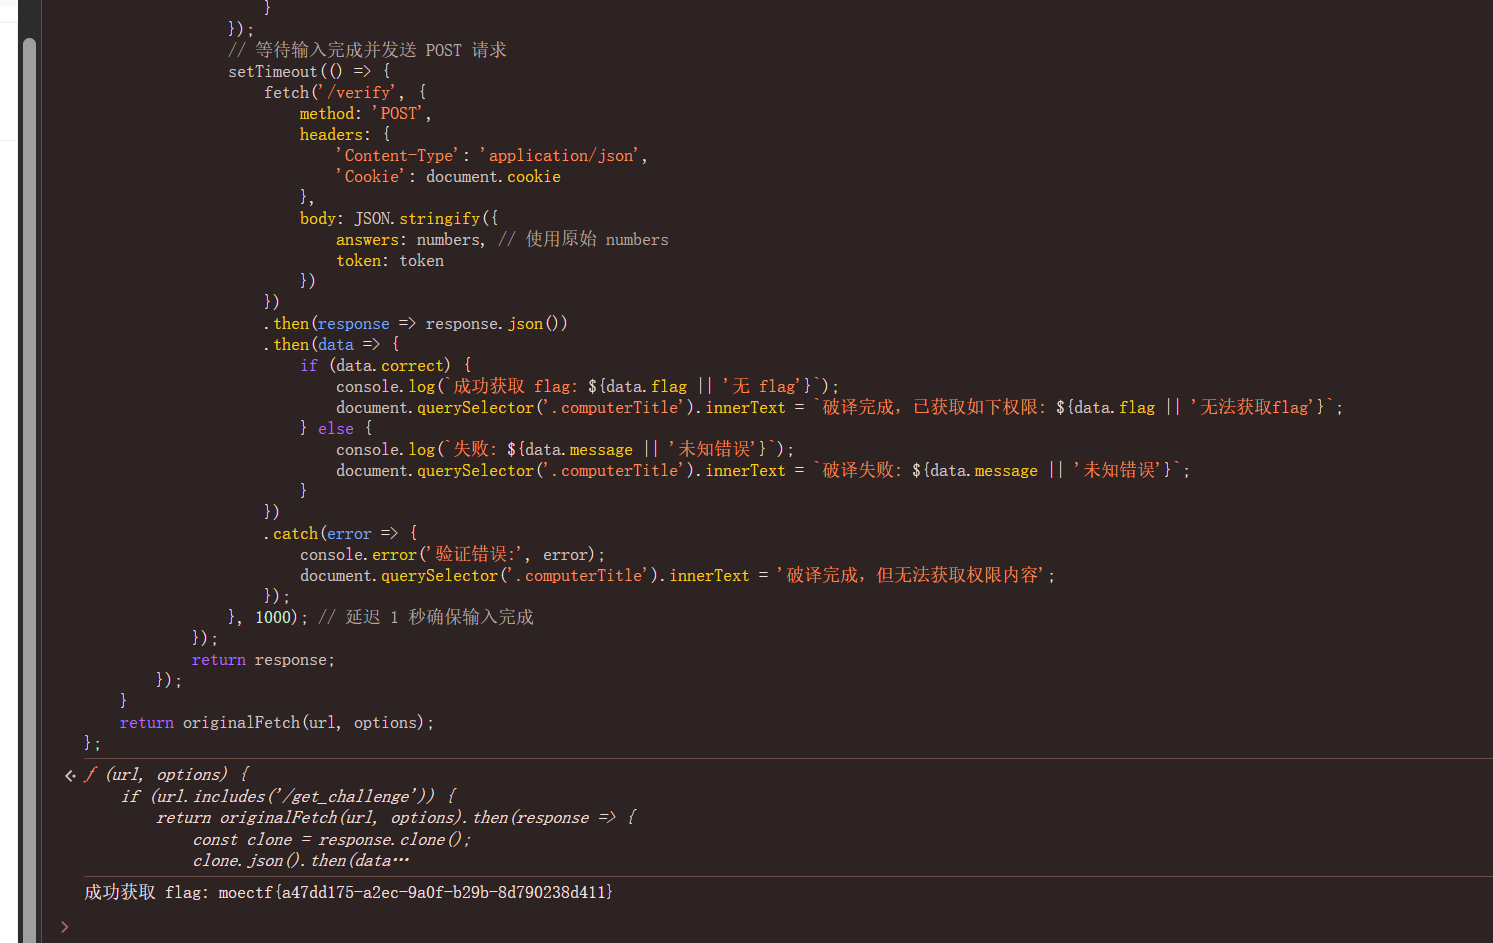 }
});
// 等待输入完成并发送 POST 请求
setTimeout(() => {
fetch('/verify', {
method: 'POST',
headers: {
'Content-Type': 'application/json',
'Cookie': document.cookie
},
body: JSON.stringify({
answers: numbers, // 使用原始 numbers
token: token
})
})
.then(response => response.json())
.then(data => {
if (data.correct) {
console.log(`成功获取 flag: ${data.flag || '无 flag'}`);
document.querySelector('.computerTitle').innerText = `破译完成，已获取如下权限: ${data.flag || '无法获取flag'}`;
} else {
console.log(`失败: ${data.message || '未知错误'}`);
document.querySelector('.computerTitle').innerText = `破译失败: ${data.message || '未知错误'}`;
}
})
.catch(error => {
console.error('验证错误:', error);
document.querySelector('.computerTitle').innerText = '破译完成，但无法获取权限内容';
});
}, 1000); // 延迟 1 秒确保输入完成
});
return response;
});
}
return originalFetch(url, options);
};
ƒ (url, options) {
if (url.includes('/get_challenge')) {
return originalFetch(url, options).then(response => {
const clone = response.clone();
clone.json().then(data…
成功获取 flag: moectf{a47dd175-a2ec-9a0f-b29b-8d790238d411}